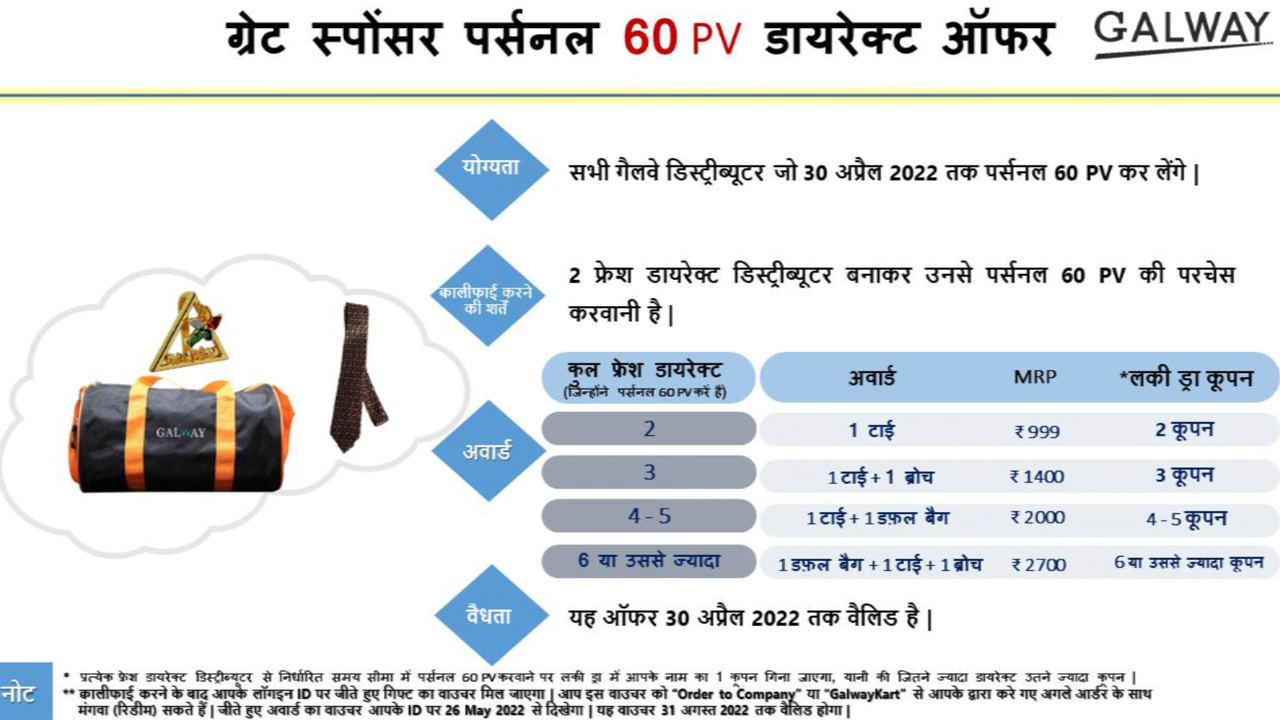 ग्रेट स्पोंसर पर्सनल 60 PV डायरेक्ट ऑफर
GALWAY
योग्यता
सभी गैलवे डिस्ट्रीब्यूटर जो 30 अप्रैल 2022 तक पर्सनल 60 PV कर लेंगे |
कालीफाई करने
की शर्तें
2 फ्रेश डायरेक्ट डिस्ट्रीब्यूटर बनाकर उनसे पर्सनल 60 PV की परचेस
करवानी है |
GALWAY
अवार्ड
कुल फ्रेश डायरेक्ट अवार्ड MRP *लकी ड्रा कूपन
(जिन्होंने पर्सनल 60 PV करें हैं)
2 1 टाई ₹ 999 2 कूपन
3 1 टाई + 1 ब्रोच ₹ 1400 3 कूपन
4 - 5 1 टाई + 1 डफ़ल बैग ₹ 2000 4 - 5 कूपन
6 या उससे ज्यादा 1 डफ़ल बैग + 1 टाई + 1 ब्रोच ₹ 2700 6 या उससे ज्यादा कूपन
वैधता
यह ऑफर 30 अप्रैल 2022 तक वैलिड है |
नोट
* प्रत्येक फ्रेश डायरेक्ट डिस्ट्रीब्यूटर से निर्धारित समय सीमा में पर्सनल 60 PV करवाने पर लकी ड्रा में आपके नाम का 1 कूपन गिना जाएगा, यानी की जितने ज्यादा डायरेक्ट उतने ज्यादा कूपन |
** कालीफाई करने के बाद आपके लॉगइन ID पर जीते हुए गिफ्ट का वाउचर मिल जाएगा | आप इस वाउचर को "Order to Company" या "GalwayKart" से आपके द्वारा करे गए अगले आर्डर के साथ
मंगवा (रिडीम) सकते हैं | जीते हुए अवार्ड का वाउचर आपके ID पर 26 May 2022 से दिखेगा | यह वाउचर 31 अगस्त 2022 तक वैलिड होगा |